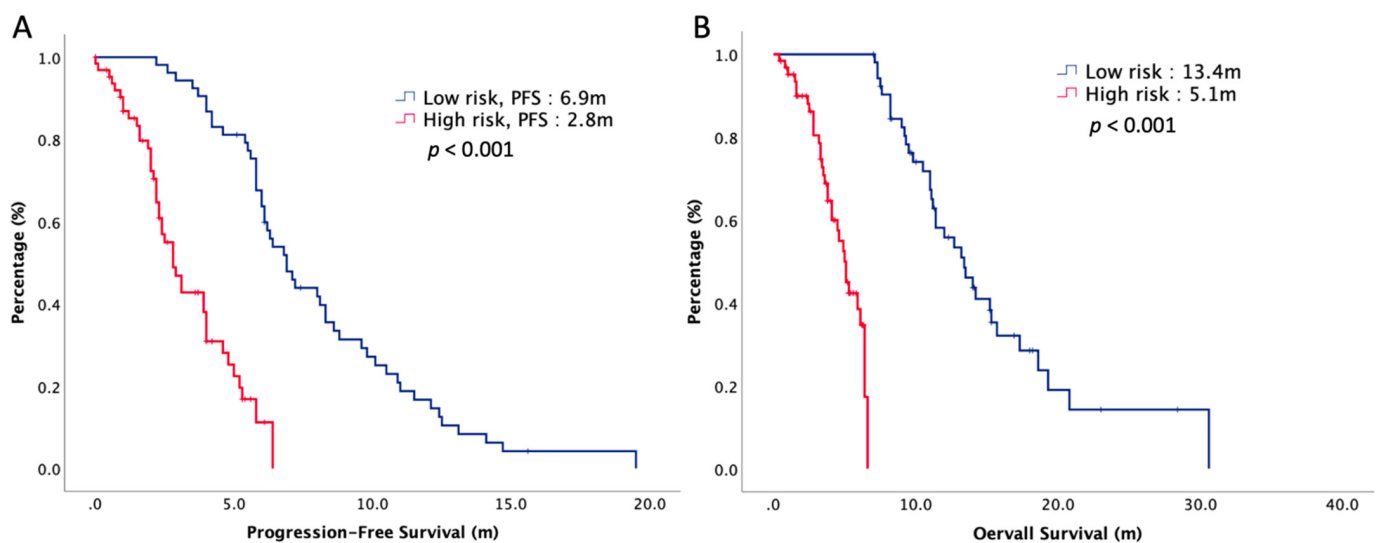 A
Percentage (%)
1.0
0.8
0.6
0.4
0.2
0.0
Low risk, PFS : 6.9m
High risk, PFS : 2.8m
p < 0.001
.0 5.0 10.0 15.0 20.0
Progression-Free Survival (m)
B
Percentage (%)
1.0
0.8
0.6
0.4
0.2
0.0
Low risk : 13.4m
High risk : 5.1m
p < 0.001
.0 10.0 20.0 30.0 40.0
Oervall Survival (m)